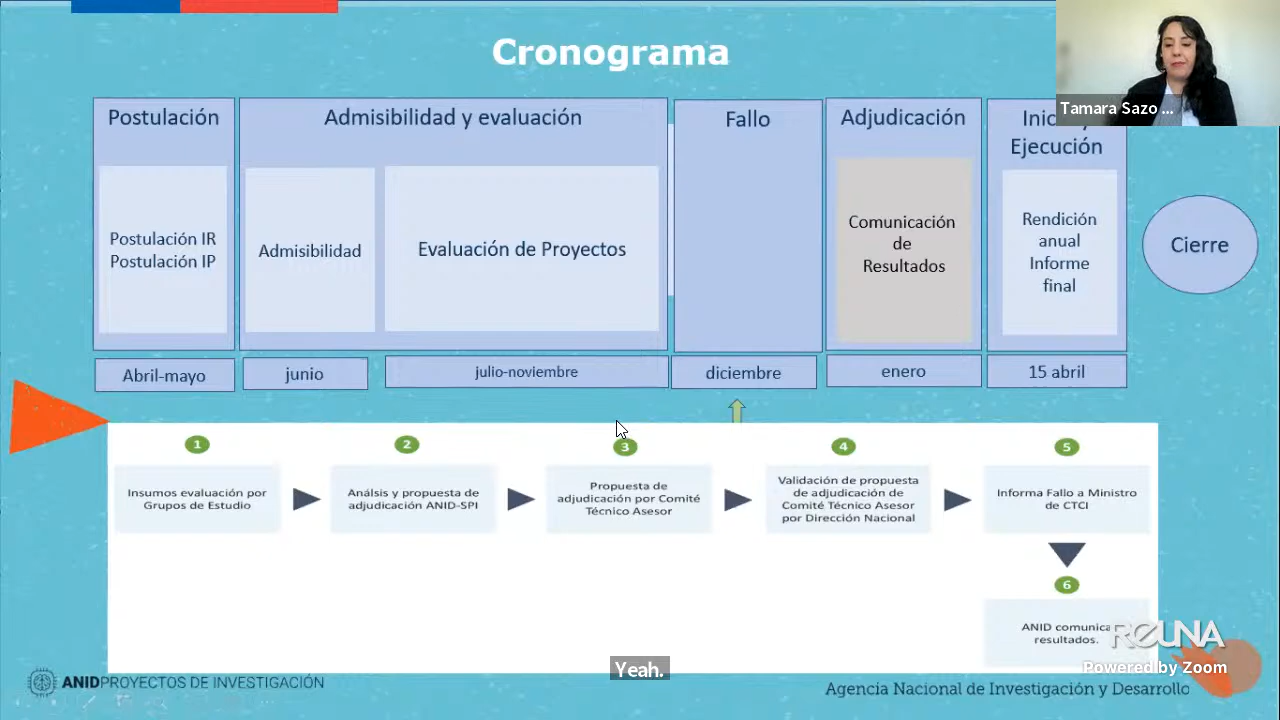 Cronograma
Tamara Sazo ...
Postulación
Postulación IR
Postulación IP
Abril-mayo
Admisibilidad y evaluación
Admisibilidad
Evaluación de Proyectos
junio
julio-noviembre
Fallo
diciembre
Adjudicación
Comunicación
de
Resultados
enero
Ejecución
Rendición
anual
Informe
final
15 abril
Cierre
1
Insumos evaluación por
Grupos de Estudio
2
Análsis y propuesta de
adjudicación ANID-SPI
3
Propuesta de
adjudicación por Comité
Técnico Asesor
4
Validación de propuesta
de adjudicación de
Comité Técnico Asesor
por Dirección Nacional
5
Informa Fallo a Ministro
de CTCI
6
ANID comunica
resultados.
REUNA
Powered by Zoom
Yeah.
ANID PROYECTOS DE INVESTIGACIÓN
Agencia Nacional de Investigación y Desarrollo